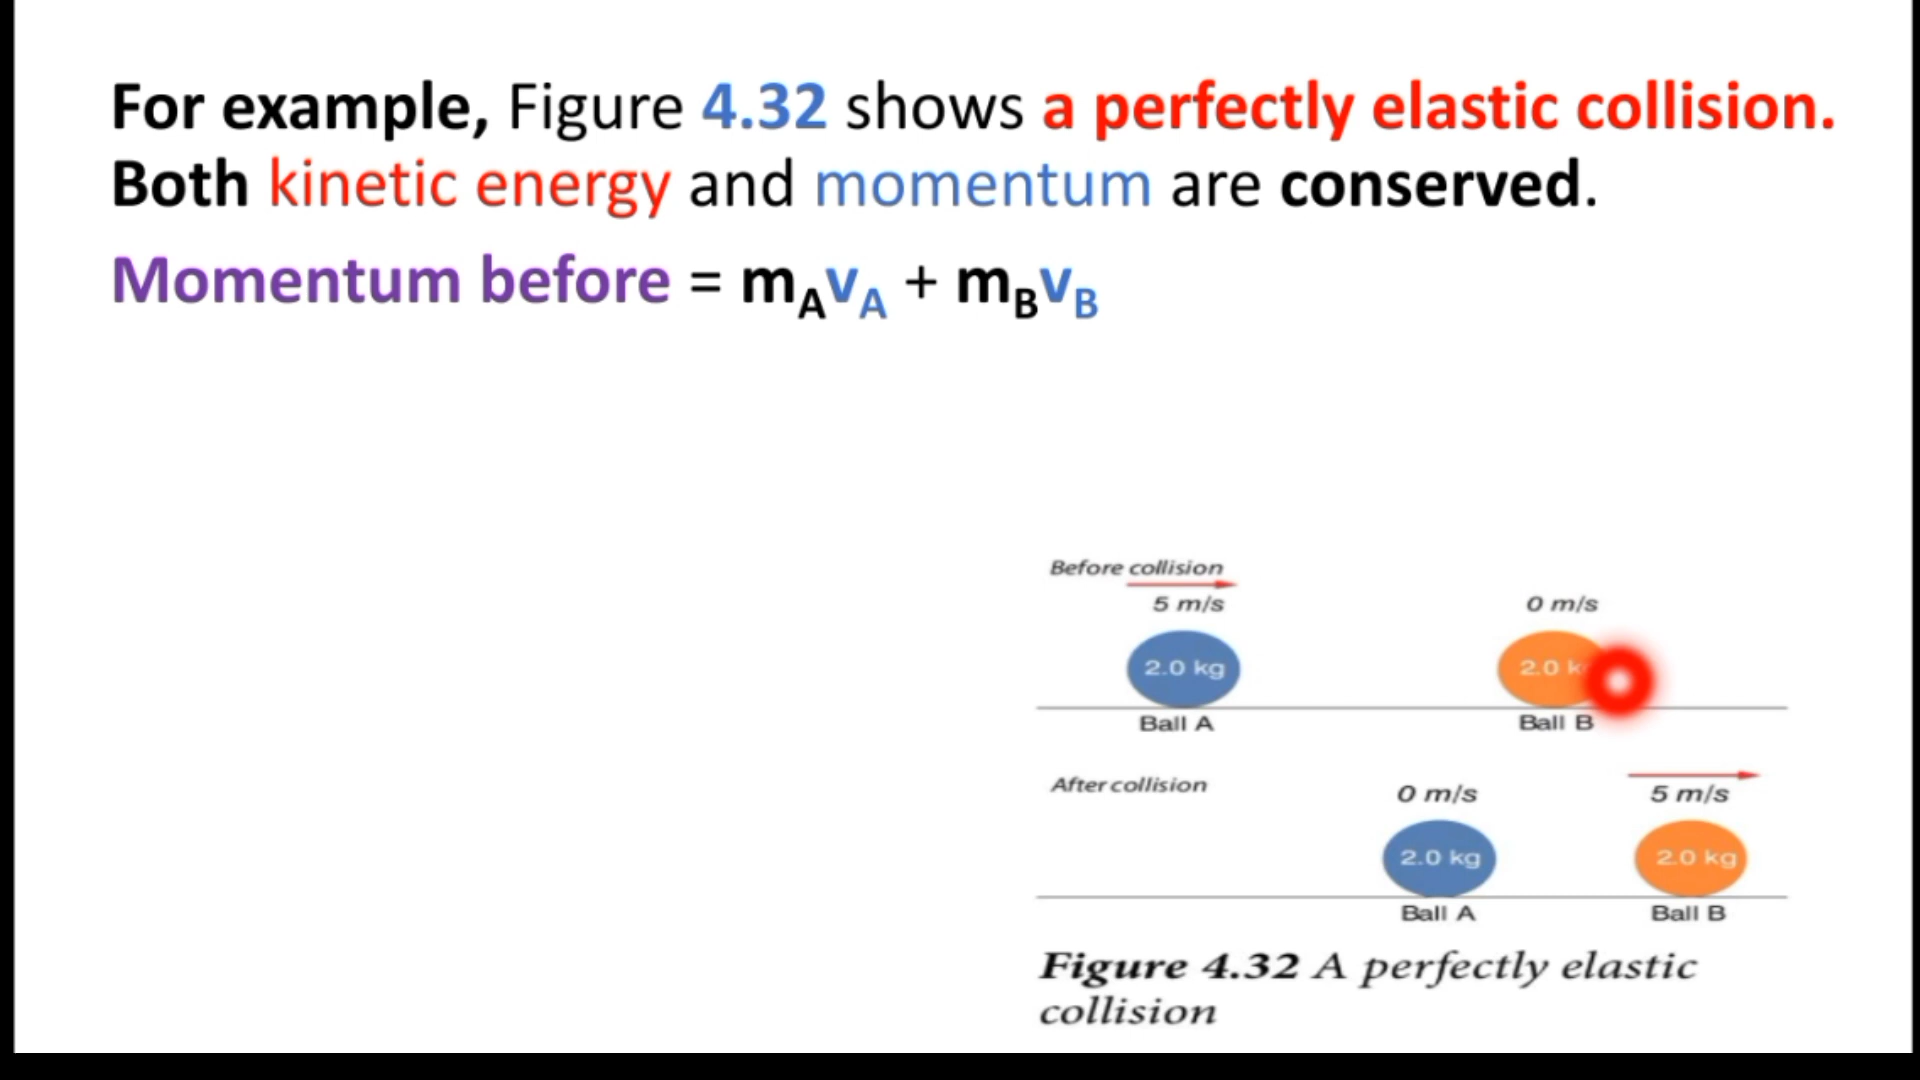 For example, Figure 4.32 shows a perfectly elastic collision.
Both kinetic energy and momentum are conserved.
Momentum before = mAvA + mBvB
Before collision
5 m/s
0 m/s
2.0 kg
2.0
Ball A
Ball B
After collision
0 m/s
5 m/s
2.0 kg
2.0 kg
Ball A
Ball B
Figure 4.32 A perfectly elastic
collision